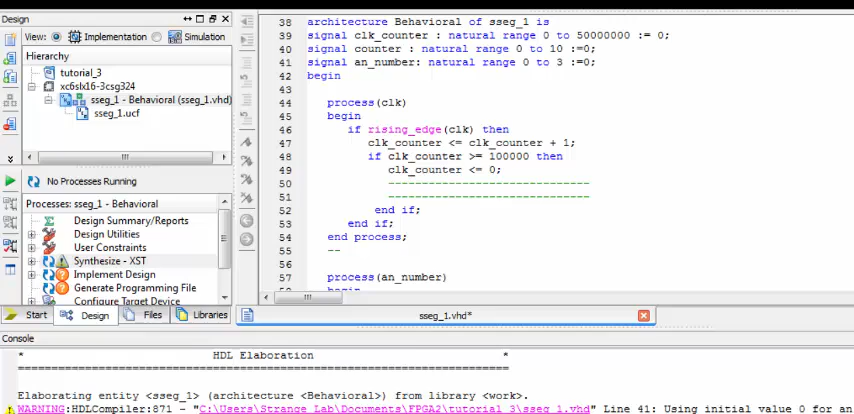 Design
View: Implementation Simulation
Hierarchy
tutorial_3
xc6slx16-3csg324
sseg_1 - Behavioral (sseg_1.vhd)
sseg_1.ucf
No Processes Running
Processes: sseg_1 - Behavioral
Design Summary/Reports
Design Utilities
User Constraints
Synthesize - XST
Implement Design
Generate Programming File
Configure Target Device
Start Design Files Libraries
38 architecture Behavioral of sseg_1 is
39 signal clk_counter : natural range 0 to 50000000 := 0;
40 signal counter : natural range 0 to 10 :=0;
41 signal an_number: natural range 0 to 3 :=0;
42 begin
43
44 process(clk)
45 begin
46 if rising_edge(clk) then
47 clk_counter <= clk_counter + 1;
48 if clk_counter >= 100000 then
49 clk_counter <= 0;
50 ------------------------------
51 ------------------------------
52 end if;
53 end if;
54 end process;
55 --
56
57 process(an_number)
58 begin
sseg_1.vhd*
Console
* HDL Elaboration *
=========================================================================
Elaborating entity <sseg_1> (architecture <Behavioral>) from library <work>.
WARNING:HDLCompiler:871 - "C:\Users\Strange Lab\Documents\FPGA2\tutorial_3\sseg_1.vhd" Line 41: Using initial value 0 for an